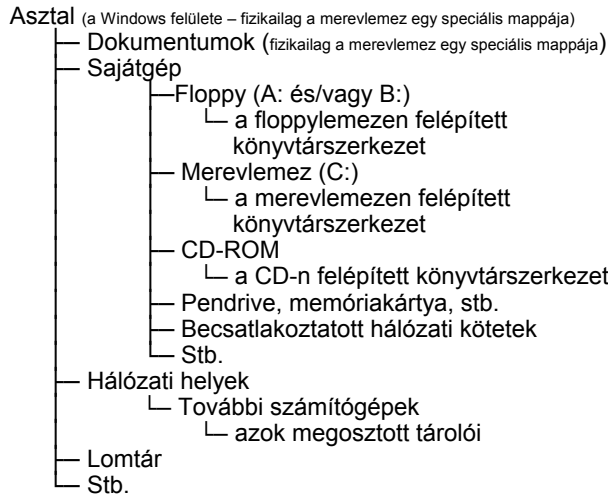 Asztal (a Windows felülete – fizikailag a merevlemez egy speciális mappája)
Dokumentumok (fizikailag a merevlemez egy speciális mappája)
Sajátgép
Floppy (A: és/vagy B:)
a floppylemezen felépített
könyvtárszerkezet
Merevlemez (C:)
a merevlemezen felépített
könyvtárszerkezet
CD-ROM
a CD-n felépített könyvtárszerkezet
Pendrive, memóriakártya, stb.
Becsatlakoztatott hálózati kötetek
Stb.
Hálózati helyek
További számítógépek
azok megosztott tárolói
Lomtár
Stb.